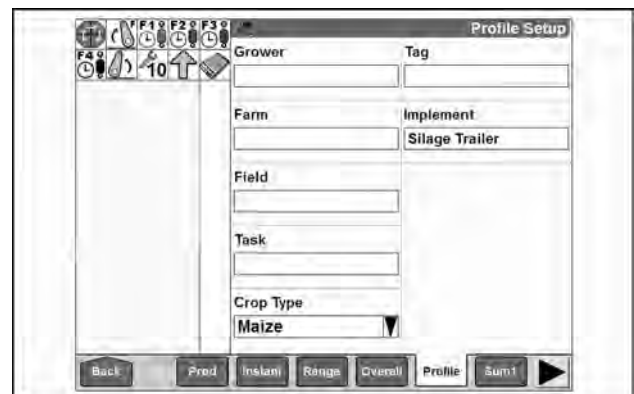 F1 F2 F3
Profile Setup
F4
10
Grower
Tag
Farm
Implement
Silage Trailer
Field
Task
Crop Type
Maize
Back
Prod
Instant
Range
Overall
Profile
Sum1